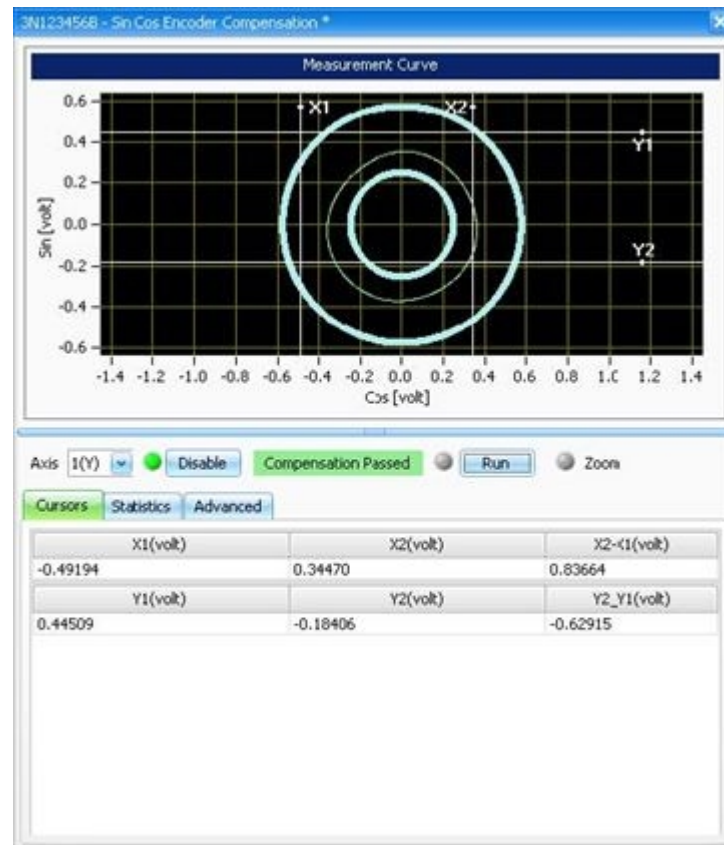 3N123456B - Sin Cos Encoder Compensation *
Measurement Curve
0.6
0.4
0.2
0.0
-0.2
-0.4
-0.6
Sin [volt]
X1 X2
Y1
Y2
-1.4 -1.2 -1.0 -0.8 -0.6 -0.4 -0.2 0.0 0.2 0.4 0.6 0.8 1.C 1.2 1.4
Cos [volt]
Axis 1(Y) Disable Compensation Passed Run Zoom
Cursors Statistics Advanced
X1(volt) X2(volt) X2-<1(volt)
-0.49194 0.34470 0.83664
Y1(volt) Y2(volt) Y2_Y1(volt)
0.44509 -0.18406 -0.62915